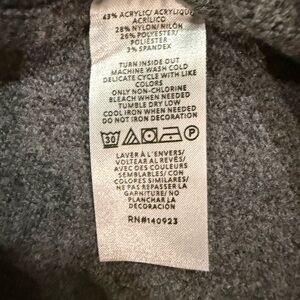 43% ACRYLIC/ ACRYLIQUE/
ACRÍLICO
28% NYLON/ NILÓN
26% POLYESTER/
POLIÉSTER
3% SPANDEX
TURN INSIDE OUT
MACHINE WASH COLD
DELICATE CYCLE WITH LIKE
COLORS
ONLY NON-CHLORINE
BLEACH WHEN NEEDED
TUMBLE DRY LOW
COOL IRON WHEN NEEDED
DO NOT IRON DECORATION
30 P
LAVER À L'ENVERS/
VOLTEAR AL REVÉS/
AVEC DES COULEURS
SEMBLABLES/ CON
COLORES SIMILARES/
NE PAS REPASSER LA
GARNITURE/ NO
PLANCHAR LA
DECORACIÓN
RN#140923